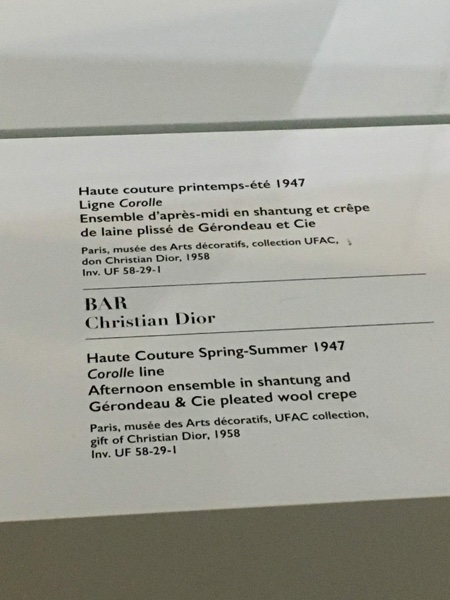 Haute couture printemps-été 1947
Ligne Corolle
Ensemble d'après-midi en shantung et crêpe
de laine plissé de Gérondeau et Cie
Paris, musée des Arts décoratifs, collection UFAC,
don Christian Dior, 1958
Inv. UF 58-29-1
BAR
Christian Dior
Haute Couture Spring-Summer 1947
Corolle line
Afternoon ensemble in shantung and
Gérondeau & Cie pleated wool crepe
Paris, musée des Arts décoratifs, UFAC collection,
gift of Christian Dior, 1958
Inv. UF 58-29-1